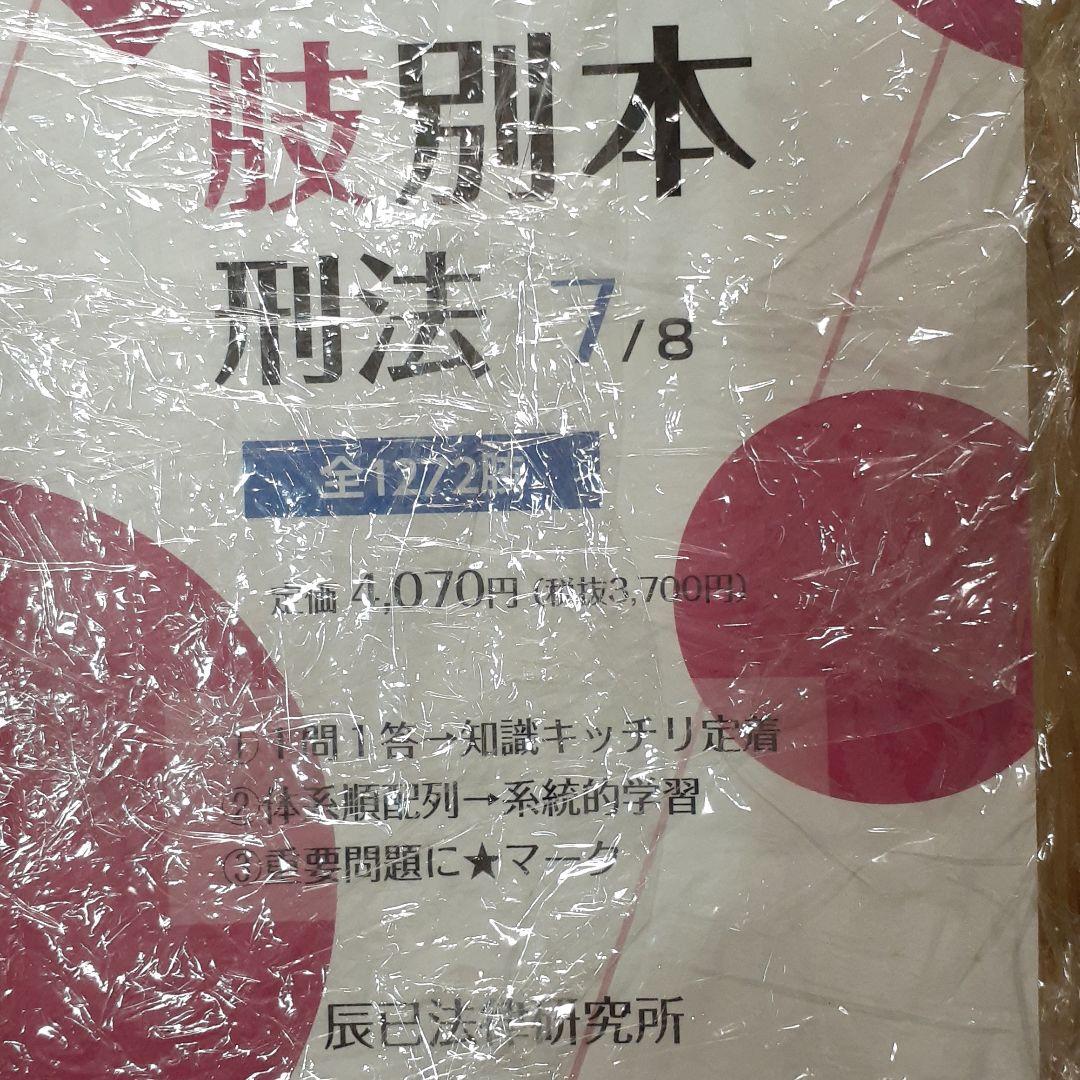 肢別本
刑法 7/8
全1272肢
定価 4,070円 (税抜3,700円)
①1問1答→知識キッチリ定着
②体系順配列→系統的学習
③重要問題に★マーク
辰已法律研究所